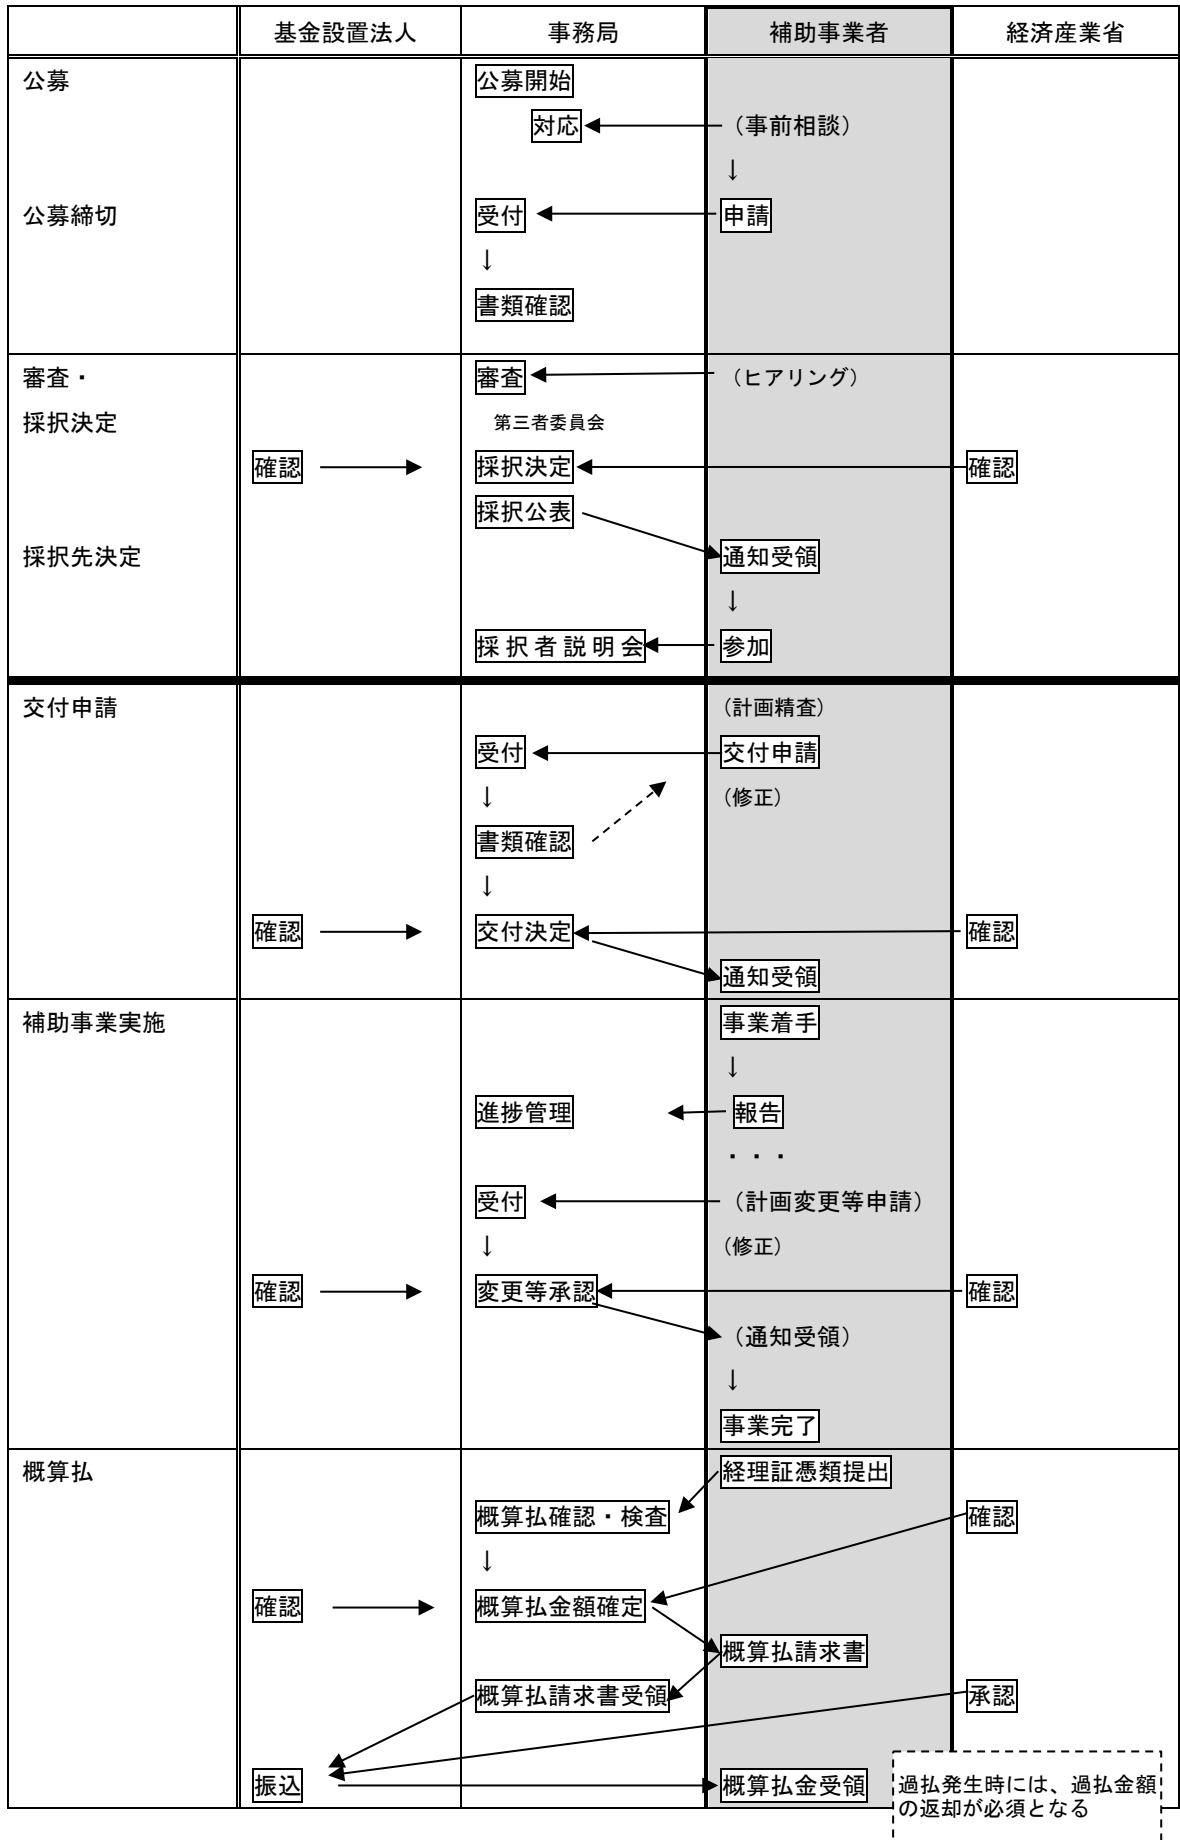 基金設置法人 事務局 補助事業者 経済産業省
公募 公募開始
対応 （事前相談）
↓
公募締切 受付 申請
↓
書類確認
審査・ 審査 （ヒアリング）
採択決定 第三者委員会
確認 採択決定 確認
採択公表
採択先決定 通知受領
↓
採択者説明会 参加
交付申請 （計画精査）
受付 交付申請
↓ （修正）
書類確認
↓
確認 交付決定 確認
通知受領
補助事業実施 事業着手
↓
進捗管理 報告
・・・
受付 （計画変更等申請）
↓ （修正）
確認 変更等承認 確認
（通知受領）
↓
事業完了
概算払 経理証憑類提出
概算払確認・検査 確認
↓
確認 概算払金額確定
概算払請求書
概算払請求書受領 承認
振込 概算払金受領 過払発生時には、過払金額
の返却が必須となる